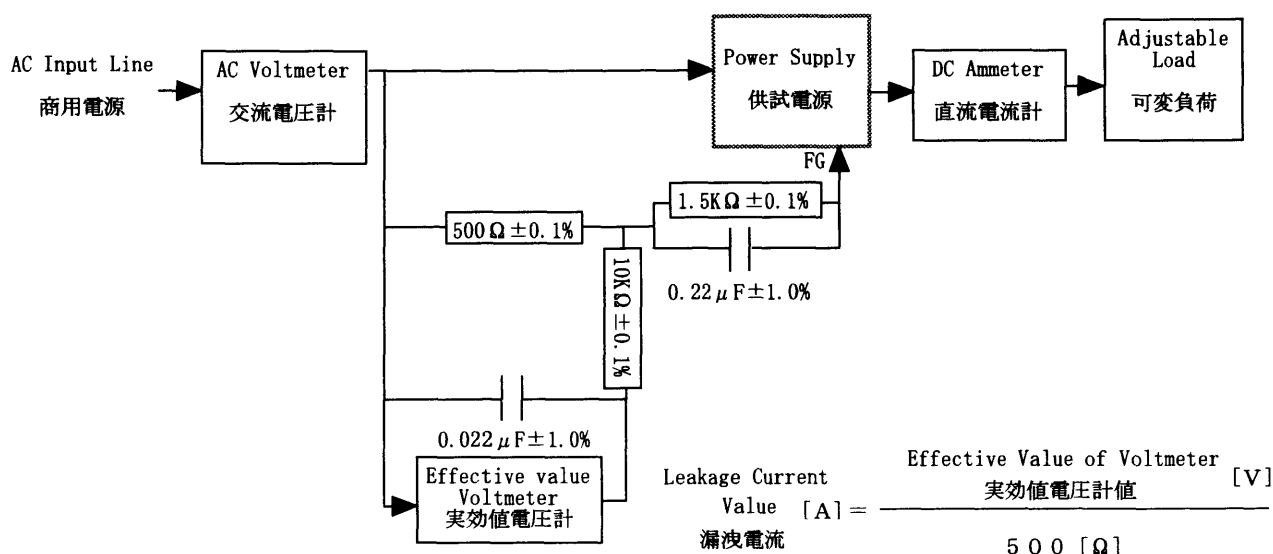 AC Input Line
商用電源
AC Voltmeter
交流電圧計
Power Supply
供試電源
DC Ammeter
直流電流計
Adjustable
Load
可変負荷
FG
1.5KΩ±0.1%
500Ω±0.1%
0.22μF±1.0%
10KΩ±0.1%
0.022μF±1.0%
Effective value
Voltmeter
実効値電圧計
Leakage Current
Value [A]=
漏洩電流
Effective Value of Voltmeter
実効値電圧計値 [V]
500[Ω]